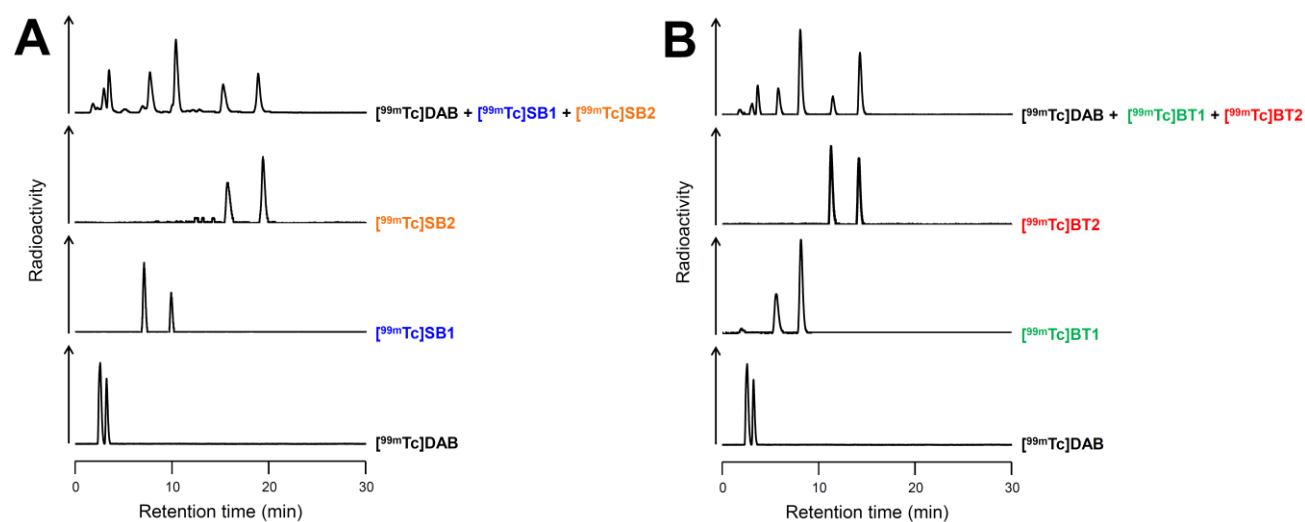 A
Radioactivity
[⁹⁹ᵐTc]DAB + [⁹⁹ᵐTc]SB1 + [⁹⁹ᵐTc]SB2
[⁹⁹ᵐTc]SB2
[⁹⁹ᵐTc]SB1
[⁹⁹ᵐTc]DAB
0 10 20 30
Retention time (min)
B
Radioactivity
[⁹⁹ᵐTc]DAB + [⁹⁹ᵐTc]BT1 + [⁹⁹ᵐTc]BT2
[⁹⁹ᵐTc]BT2
[⁹⁹ᵐTc]BT1
[⁹⁹ᵐTc]DAB
0 10 20 30
Retention time (min)